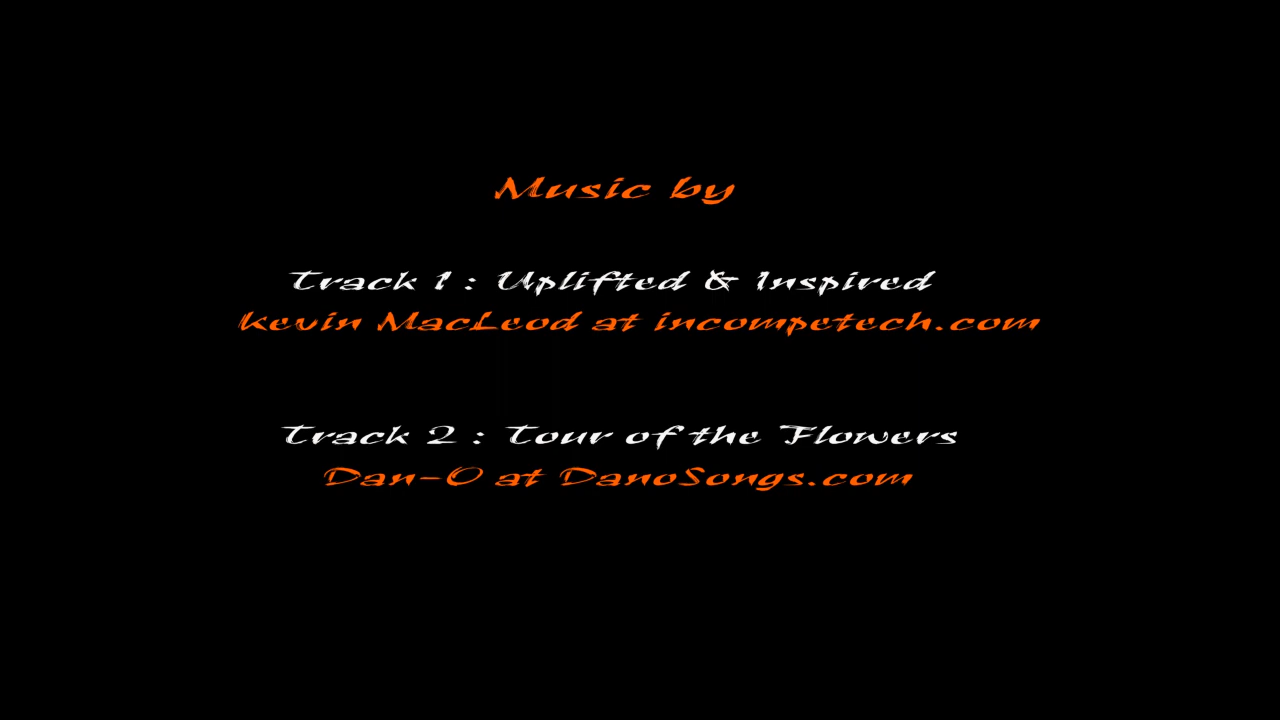 Music by
Track 1 : Uplifted & Inspired
Kevin MacLeod at incompetech.com
Track 2 : Tour of the Flowers
Dan-O at DanoSongs.com